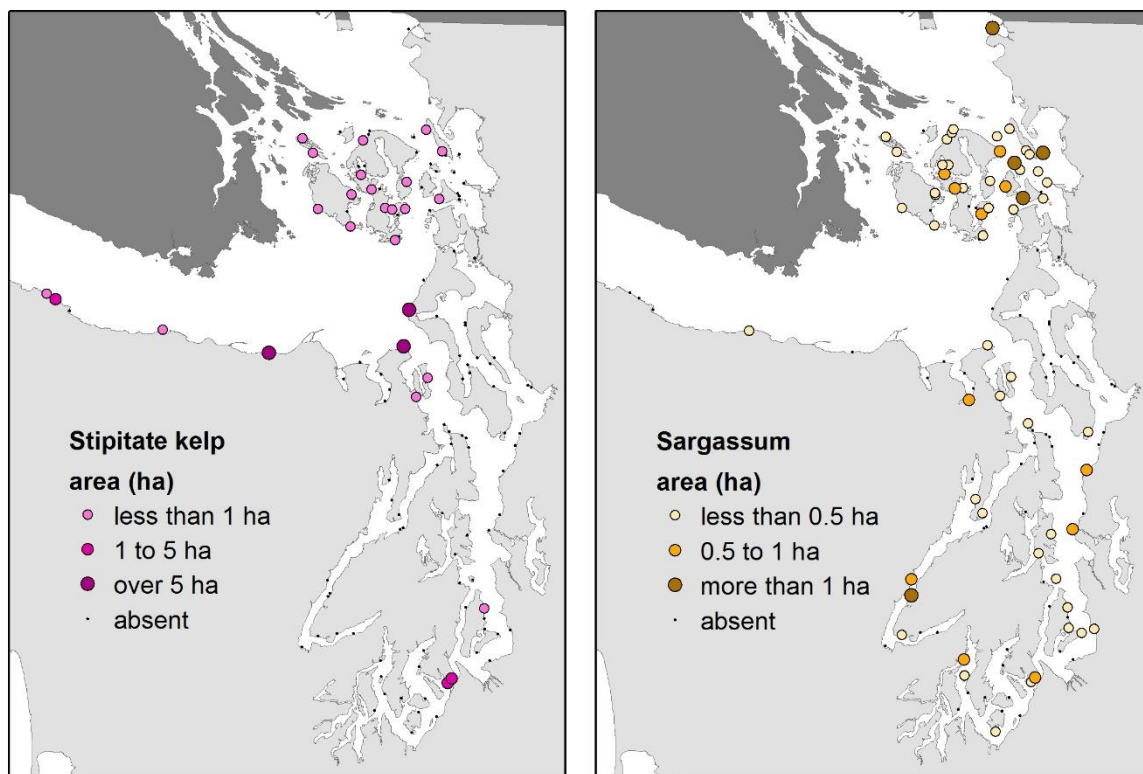 Stipitate kelp
area (ha)
less than 1 ha
1 to 5 ha
over 5 ha
absent
Sargassum
area (ha)
less than 0.5 ha
0.5 to 1 ha
more than 1 ha
absent